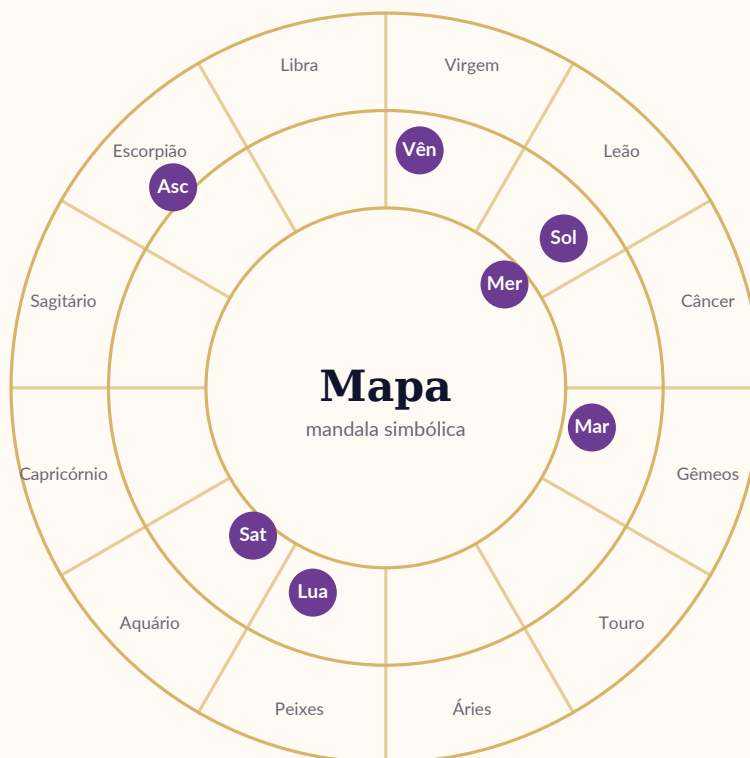 Libra
Virgem
Escorpião
Leão
Vên
Asc
Sol
Mer
Sagitário
Câncer
Mapa
mandala simbólica
Mar
Capricórnio
Gêmeos
Sat
Lua
Aquário
Touro
Peixes
Áries